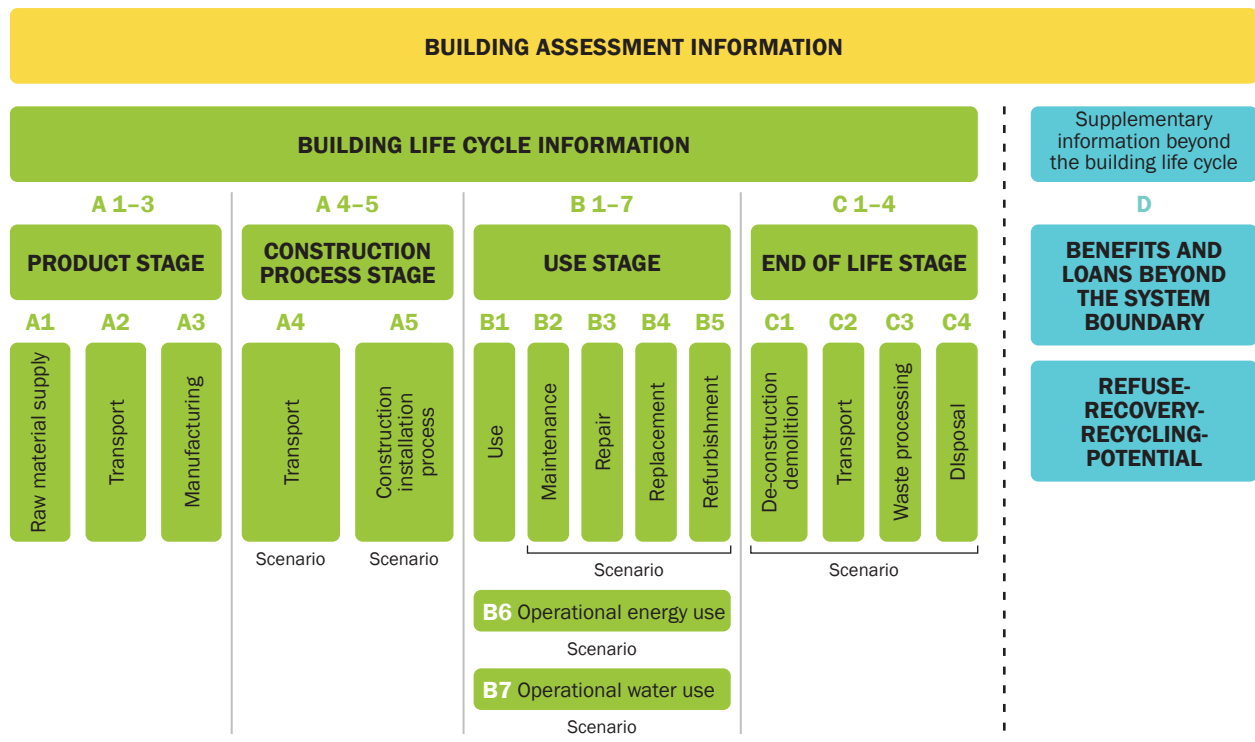 BUILDING ASSESSMENT INFORMATION
BUILDING LIFE CYCLE INFORMATION
Supplementary
information beyond
the building life cycle
A 1–3
A 4–5
B 1–7
C 1–4
D
PRODUCT STAGE
CONSTRUCTION
PROCESS STAGE
USE STAGE
END OF LIFE STAGE
BENEFITS AND
LOANS BEYOND
THE SYSTEM
BOUNDARY
A1
A2
A3
A4
A5
B1
B2
B3
B4
B5
C1
C2
C3
C4
Raw material supply
Transport
Manufacturing
Transport
Construction
installation
process
Use
Maintenance
Repair
Replacement
Refurbishment
De-construction
demolition
Transport
Waste processing
DIsposal
REFUSE-
RECOVERY-
RECYCLING-
POTENTIAL
Scenario
Scenario
Scenario
Scenario
B6 Operational energy use
Scenario
B7 Operational water use
Scenario